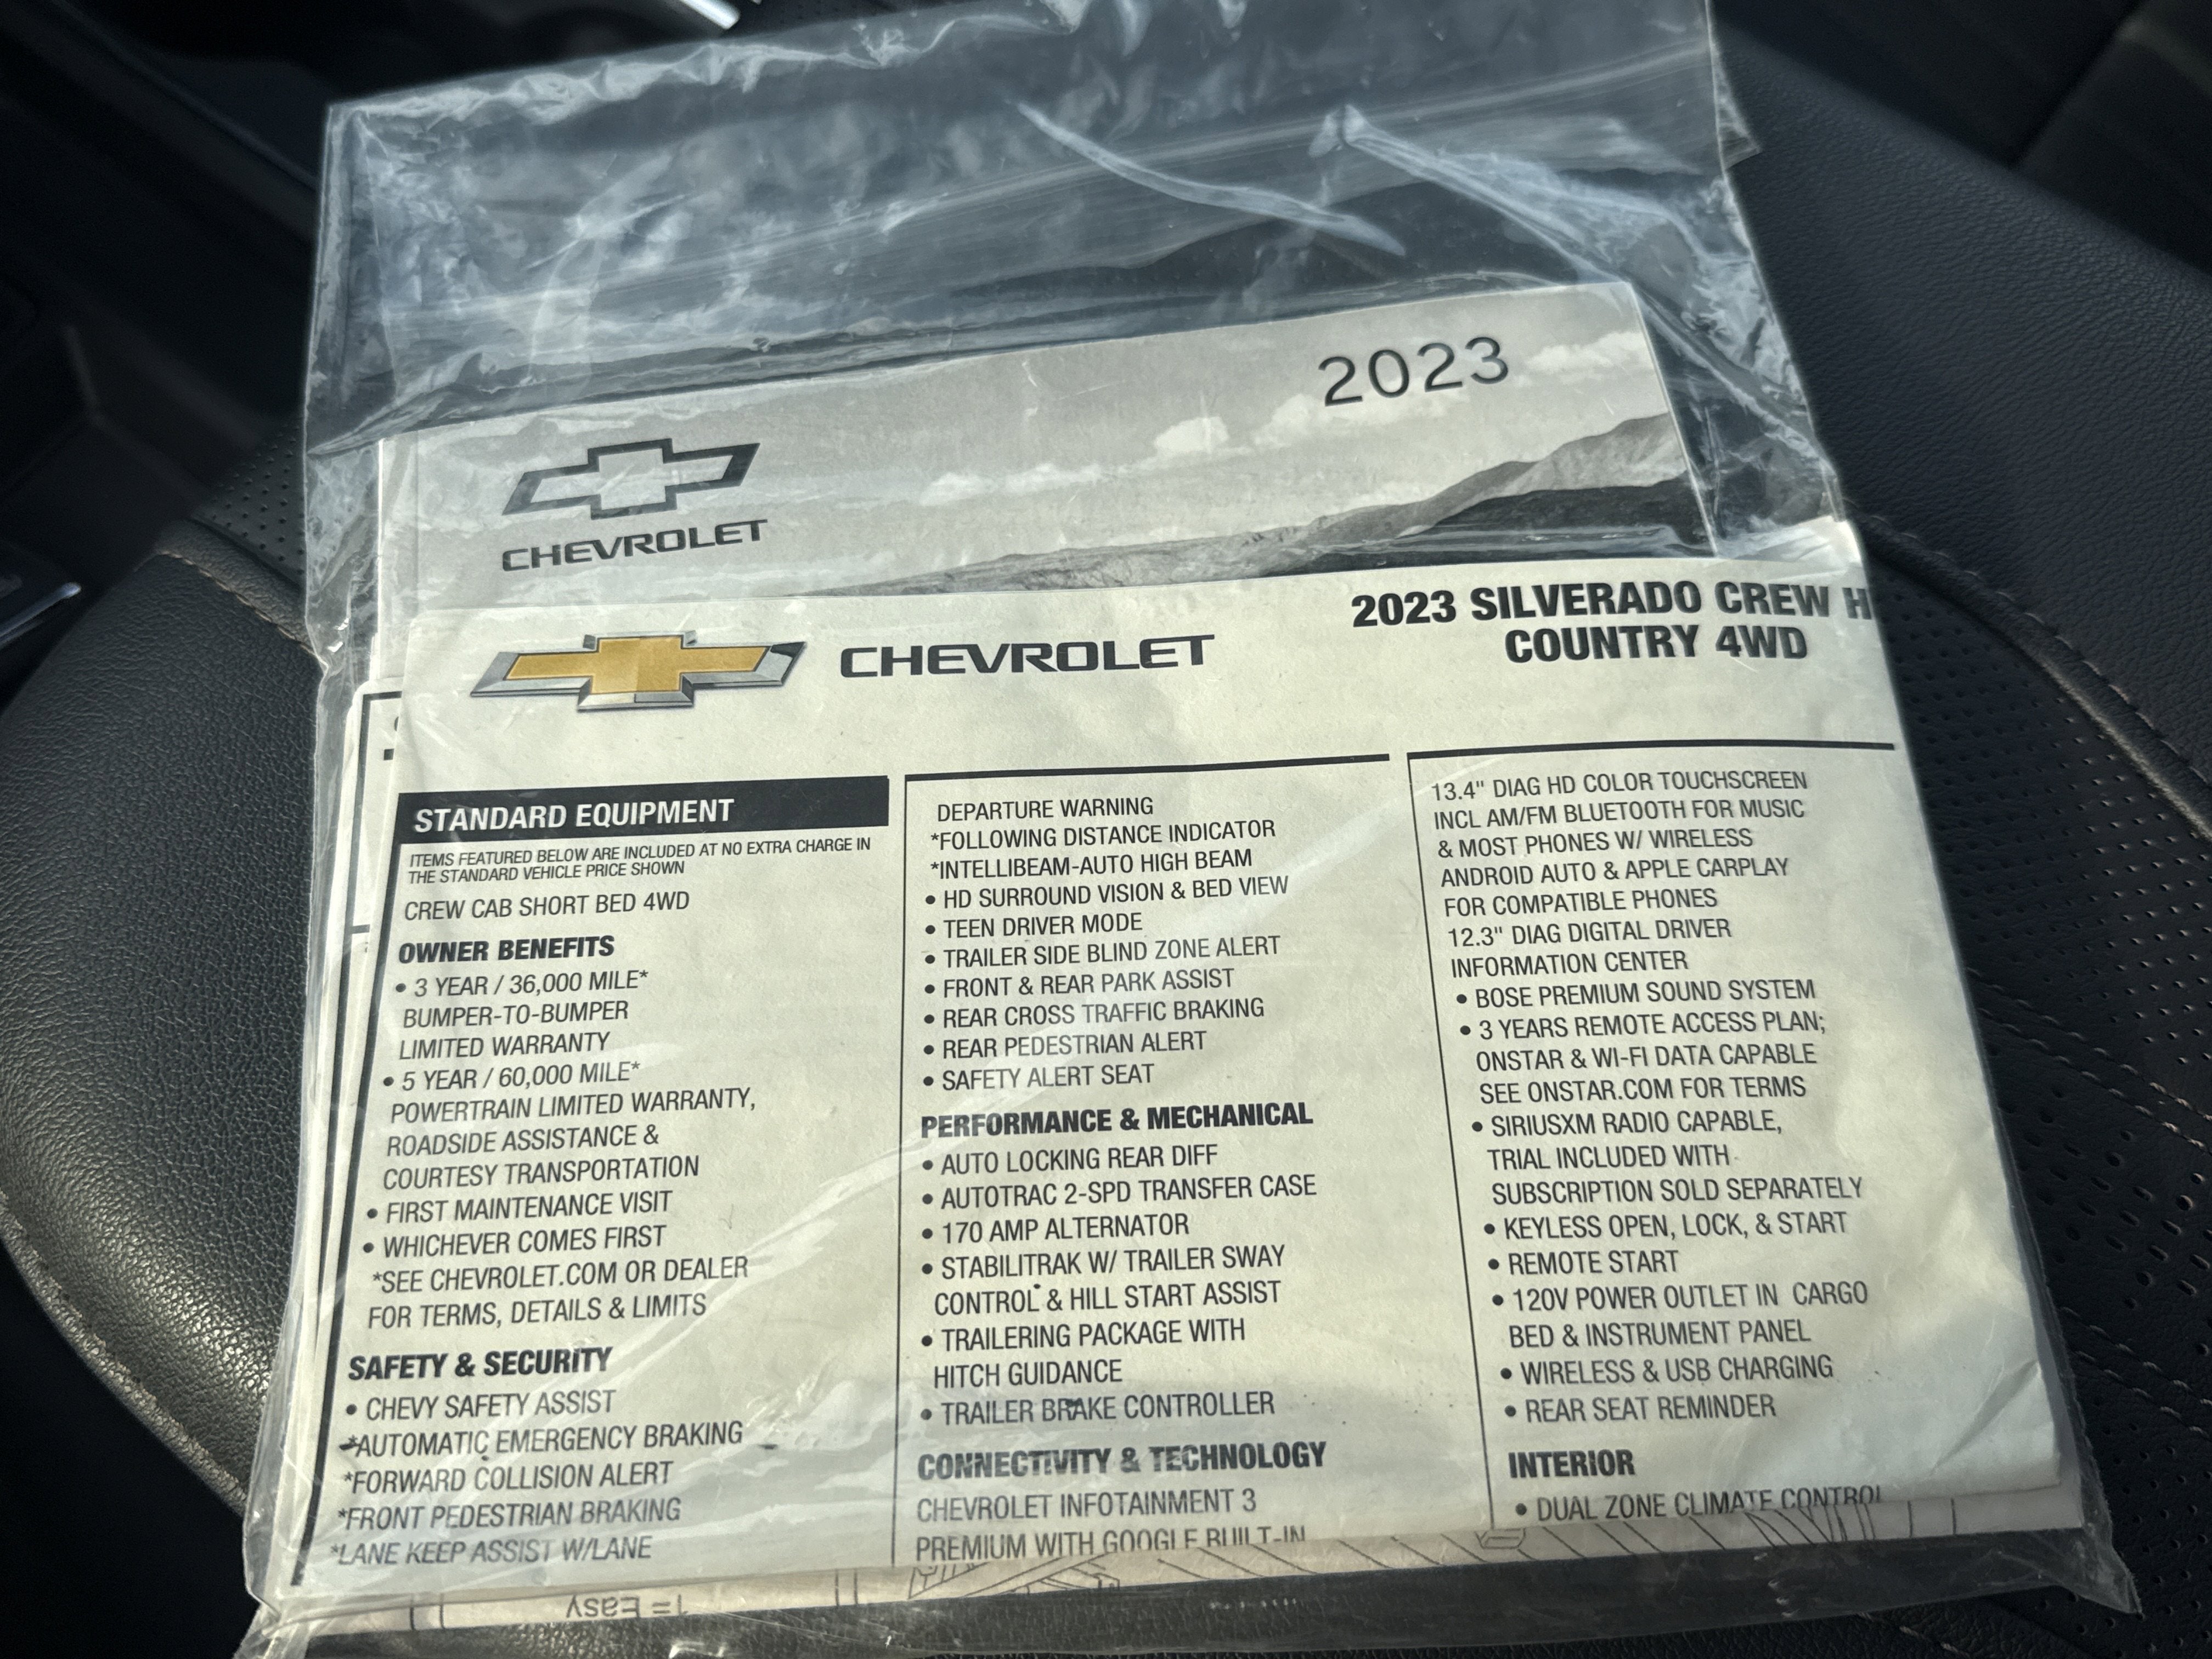 2023
CHEVROLET
CHEVROLET
2023 SILVERADO CREW H
COUNTRY 4WD
STANDARD EQUIPMENT
ITEMS FEATURED BELOW ARE INCLUDED AT NO EXTRA CHARGE IN
THE STANDARD VEHICLE PRICE SHOWN
CREW CAB SHORT BED 4WD
OWNER BENEFITS
• 3 YEAR / 36,000 MILE*
BUMPER-TO-BUMPER
LIMITED WARRANTY
• 5 YEAR / 60,000 MILE*
POWERTRAIN LIMITED WARRANTY,
ROADSIDE ASSISTANCE &
COURTESY TRANSPORTATION
• FIRST MAINTENANCE VISIT
• WHICHEVER COMES FIRST
*SEE CHEVROLET.COM OR DEALER
FOR TERMS, DETAILS & LIMITS
SAFETY & SECURITY
• CHEVY SAFETY ASSIST
*AUTOMATIC EMERGENCY BRAKING
*FORWARD COLLISION ALERT
*FRONT PEDESTRIAN BRAKING
*LANE KEEP ASSIST W/LANE
DEPARTURE WARNING
*FOLLOWING DISTANCE INDICATOR
*INTELLIBEAM-AUTO HIGH BEAM
• HD SURROUND VISION & BED VIEW
• TEEN DRIVER MODE
• TRAILER SIDE BLIND ZONE ALERT
• FRONT & REAR PARK ASSIST
• REAR CROSS TRAFFIC BRAKING
• REAR PEDESTRIAN ALERT
• SAFETY ALERT SEAT
PERFORMANCE & MECHANICAL
• AUTO LOCKING REAR DIFF
• AUTOTRAC 2-SPD TRANSFER CASE
• 170 AMP ALTERNATOR
• STABILITRAK W/ TRAILER SWAY
CONTROL & HILL START ASSIST
• TRAILERING PACKAGE WITH
HITCH GUIDANCE
• TRAILER BRAKE CONTROLLER
CONNECTIVITY & TECHNOLOGY
CHEVROLET INFOTAINMENT 3
PREMIUM WITH GOOGLE BUILT-IN
13.4" DIAG HD COLOR TOUCHSCREEN
INCL AM/FM BLUETOOTH FOR MUSIC
& MOST PHONES W/ WIRELESS
ANDROID AUTO & APPLE CARPLAY
FOR COMPATIBLE PHONES
12.3" DIAG DIGITAL DRIVER
INFORMATION CENTER
• BOSE PREMIUM SOUND SYSTEM
• 3 YEARS REMOTE ACCESS PLAN;
ONSTAR & WI-FI DATA CAPABLE
SEE ONSTAR.COM FOR TERMS
• SIRIUSXM RADIO CAPABLE,
TRIAL INCLUDED WITH
SUBSCRIPTION SOLD SEPARATELY
• KEYLESS OPEN, LOCK, & START
• REMOTE START
• 120V POWER OUTLET IN CARGO
BED & INSTRUMENT PANEL
• WIRELESS & USB CHARGING
• REAR SEAT REMINDER
INTERIOR
• DUAL ZONE CLIMATE CONTROL
1= Easy